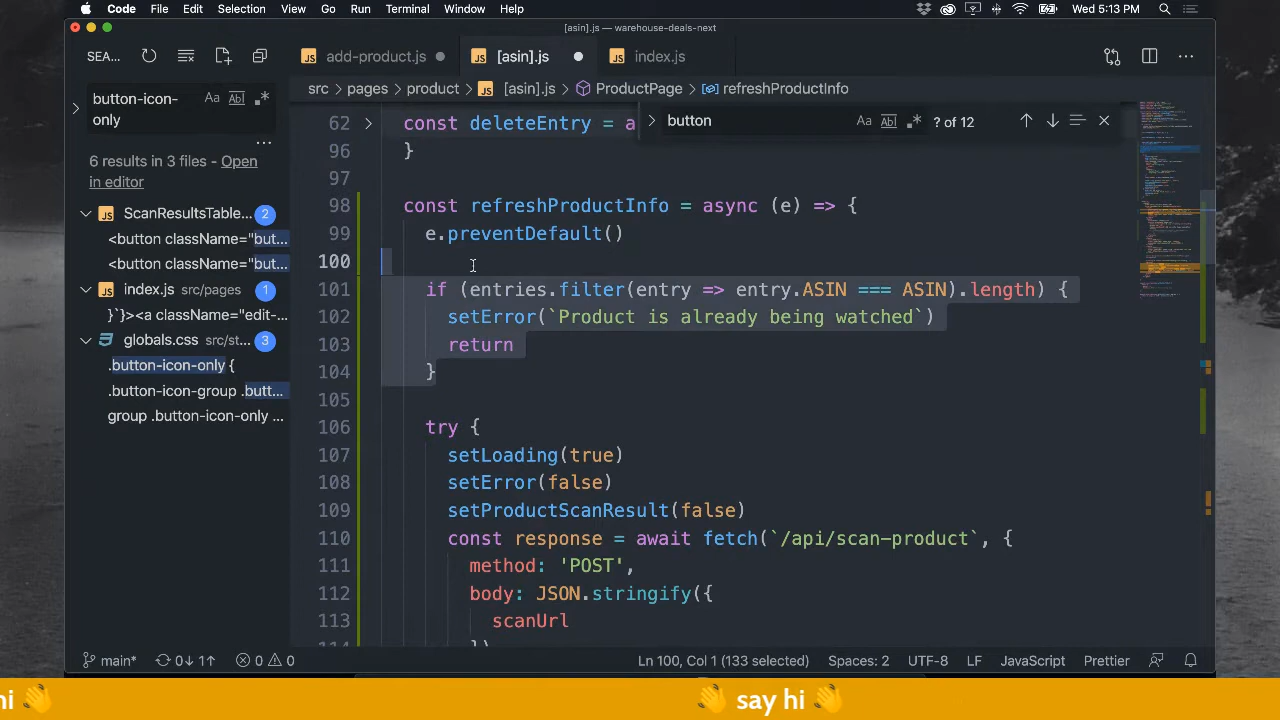 Code File Edit Selection View Go Run Terminal Window Help Wed 5:13 PM
[asin].js — warehouse-deals-next
SEA... add-product.js [asin].js index.js
button-icon-only
src > pages > product > [asin].js > ProductPage > refreshProductInfo
button ? of 12
6 results in 3 files - Open in editor
ScanResultsTable... 2
<button className="but...
<button className="but...
index.js src/pages 1
}`}><a className="edit-...
globals.css src/st... 3
.button-icon-only {
.button-icon-group .butt...
group .button-icon-only ...
62 const deleteEntry = a
96 }
97
98 const refreshProductInfo = async (e) => {
99 e.preventDefault()
100
101 if (entries.filter(entry => entry.ASIN === ASIN).length) {
102 setError(`Product is already being watched`)
103 return
104 }
105
106 try {
107 setLoading(true)
108 setError(false)
109 setProductScanResult(false)
110 const response = await fetch(`/api/scan-product`, {
111 method: 'POST',
112 body: JSON.stringify({
113 scanUrl
114 })
main* 0↓ 1↑ 0 0 Ln 100, Col 1 (133 selected) Spaces: 2 UTF-8 LF JavaScript Prettier
hi 👋 👋 say hi 👋